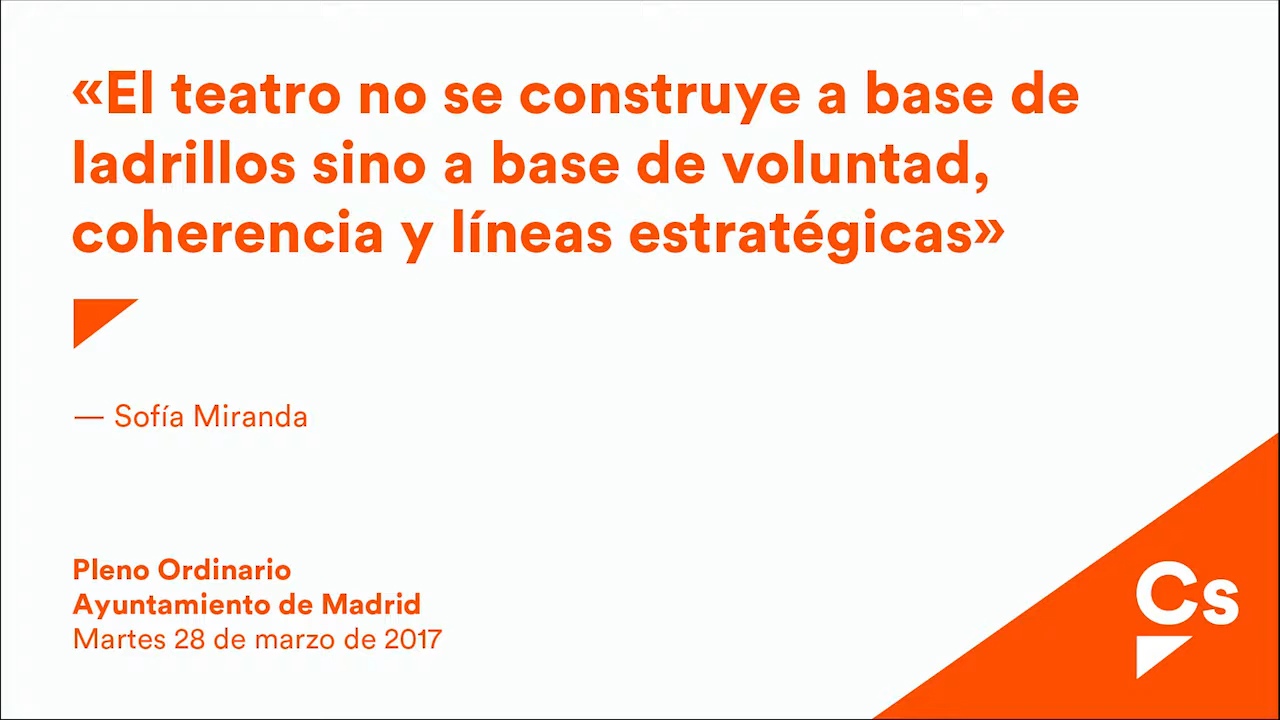 «El teatro no se construye a base de
ladrillos sino a base de voluntad,
coherencia y líneas estratégicas»
— Sofía Miranda
Pleno Ordinario
Ayuntamiento de Madrid
Martes 28 de marzo de 2017
Cs